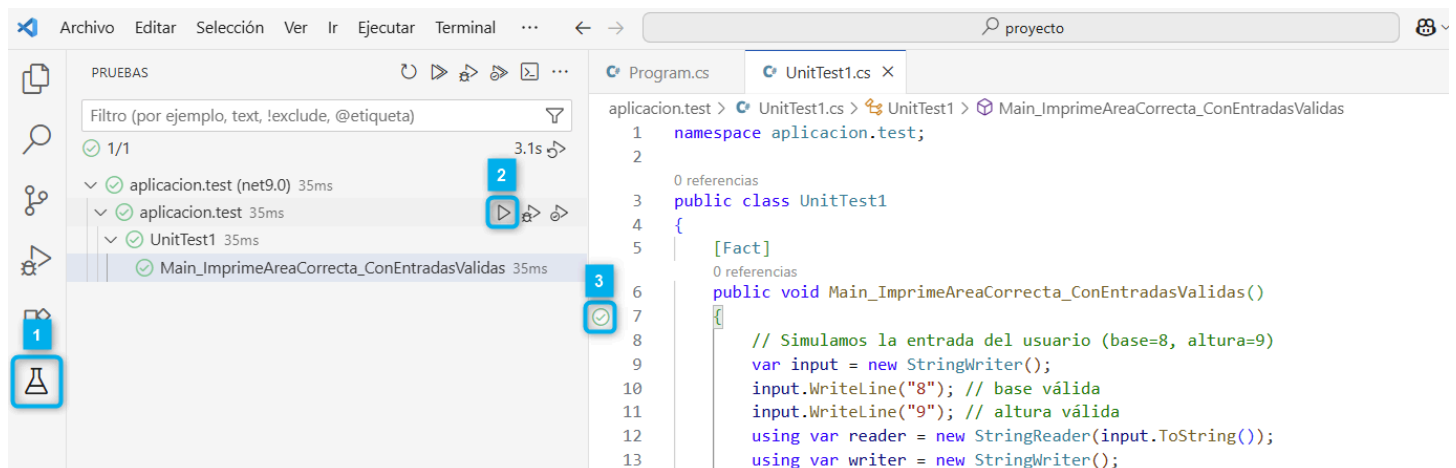 Archivo Editar Selección Ver Ir Ejecutar Terminal ··· proyecto
PRUEBAS
Filtro (por ejemplo, text, !exclude, @etiqueta)
1/1 3.1s
2
aplicacion.test (net9.0) 35ms
aplicacion.test 35ms
UnitTest1 35ms
Main_ImprimeAreaCorrecta_ConEntradasValidas 35ms
3
1
Program.cs UnitTest1.cs
aplicacion.test > UnitTest1.cs > UnitTest1 > Main_ImprimeAreaCorrecta_ConEntradasValidas
1 namespace aplicacion.test;
2
0 referencias
3 public class UnitTest1
4 {
5 [Fact]
0 referencias
6 public void Main_ImprimeAreaCorrecta_ConEntradasValidas()
7 {
8 // Simulamos la entrada del usuario (base=8, altura=9)
9 var input = new StringWriter();
10 input.WriteLine("8"); // base válida
11 input.WriteLine("9"); // altura válida
12 using var reader = new StringReader(input.ToString());
13 using var writer = new StringWriter();